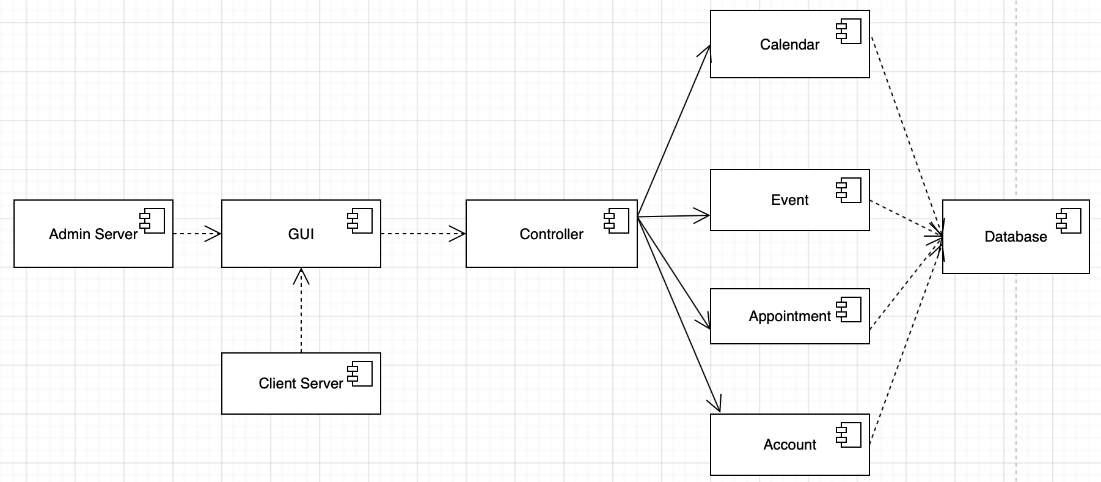 Calendar
Event
Admin Server
GUI
Controller
Database
Appointment
Client Server
Account